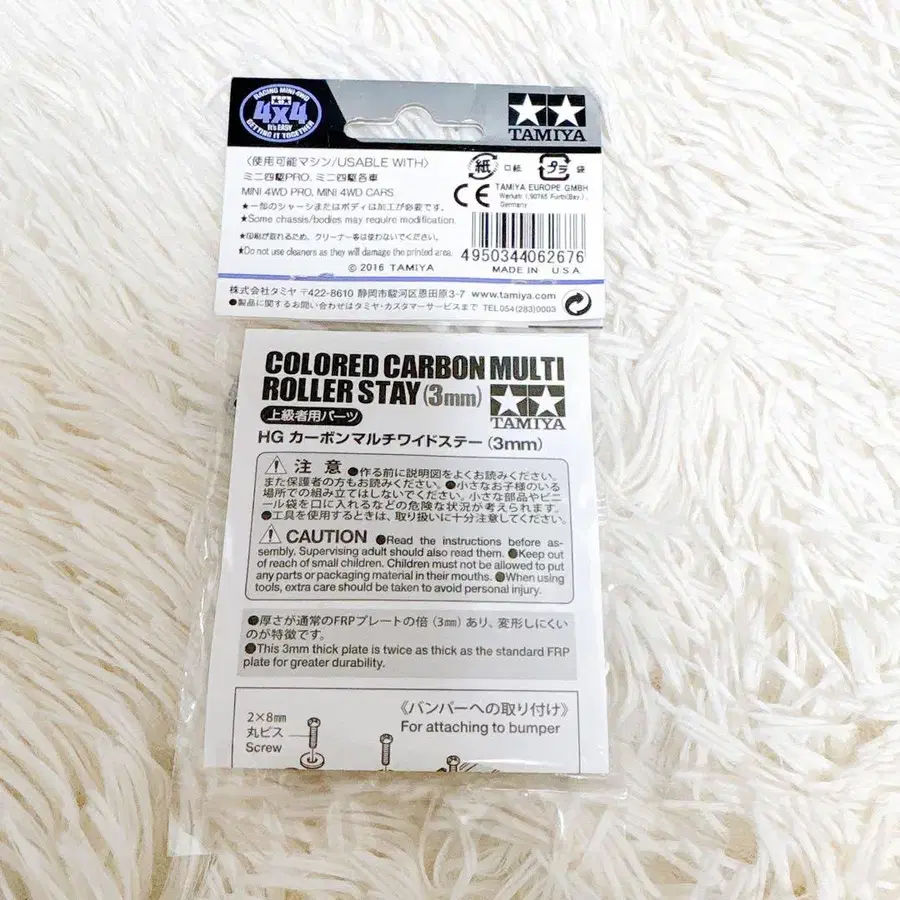 RACING MINI 4WD
4x4
It's EASY
GETTING IT TOGETHER
TAMIYA
〈使用可能マシン/USABLE WITH〉
ミニ四駆PRO、ミニ四駆各車
MINI 4WD PRO, MINI 4WD CARS
★一部のシャーシまたはボディは加工が必要です。
★Some chassis/bodies may require modification.
★印刷が取れるため、クリーナー等は使わないでください。
★Do not use cleaners as they will damage the printed area.
© 2016 TAMIYA
紙 口紙 プラ 袋
CE
TAMIYA EUROPE GMBH
Germany
4950344062676
MADE IN U.S.A.
株式会社タミヤ 〒422-8610 静岡市駿河区恩田原3-7 www.tamiya.com
●製品に関するお問い合わせはタミヤ・カスタマーサービスまで TEL054(283)0003
COLORED CARBON MULTI
ROLLER STAY (3mm)
TAMIYA
上級者用パーツ
HG カーボンマルチワイドステー(3mm)
注意 ●作る前に説明図をよくお読みください。
また保護者の方もお読みください。●小さなお子様のいる
場所での組み立てはしないでください。小さな部品やビニ
ール袋を口に入れるなどの危険な状況が考えられます。
●工具を使用するときは、取り扱いに十分注意してください。
CAUTION ●Read the instructions before as-
sembly. Supervising adult should also read them. ●Keep out
of reach of small children. Children must not be allowed to put
any parts or packaging material in their mouths. ●When using
tools, extra care should be taken to avoid personal injury.
●厚さが通常のFRPプレートの倍(3mm)あり、変形しにくい
のが特徴です。
●This 3mm thick plate is twice as thick as the standard FRP
plate for greater durability.
2×8mm
丸ビス
Screw
《バンパーへの取り付け》
For attaching to bumper